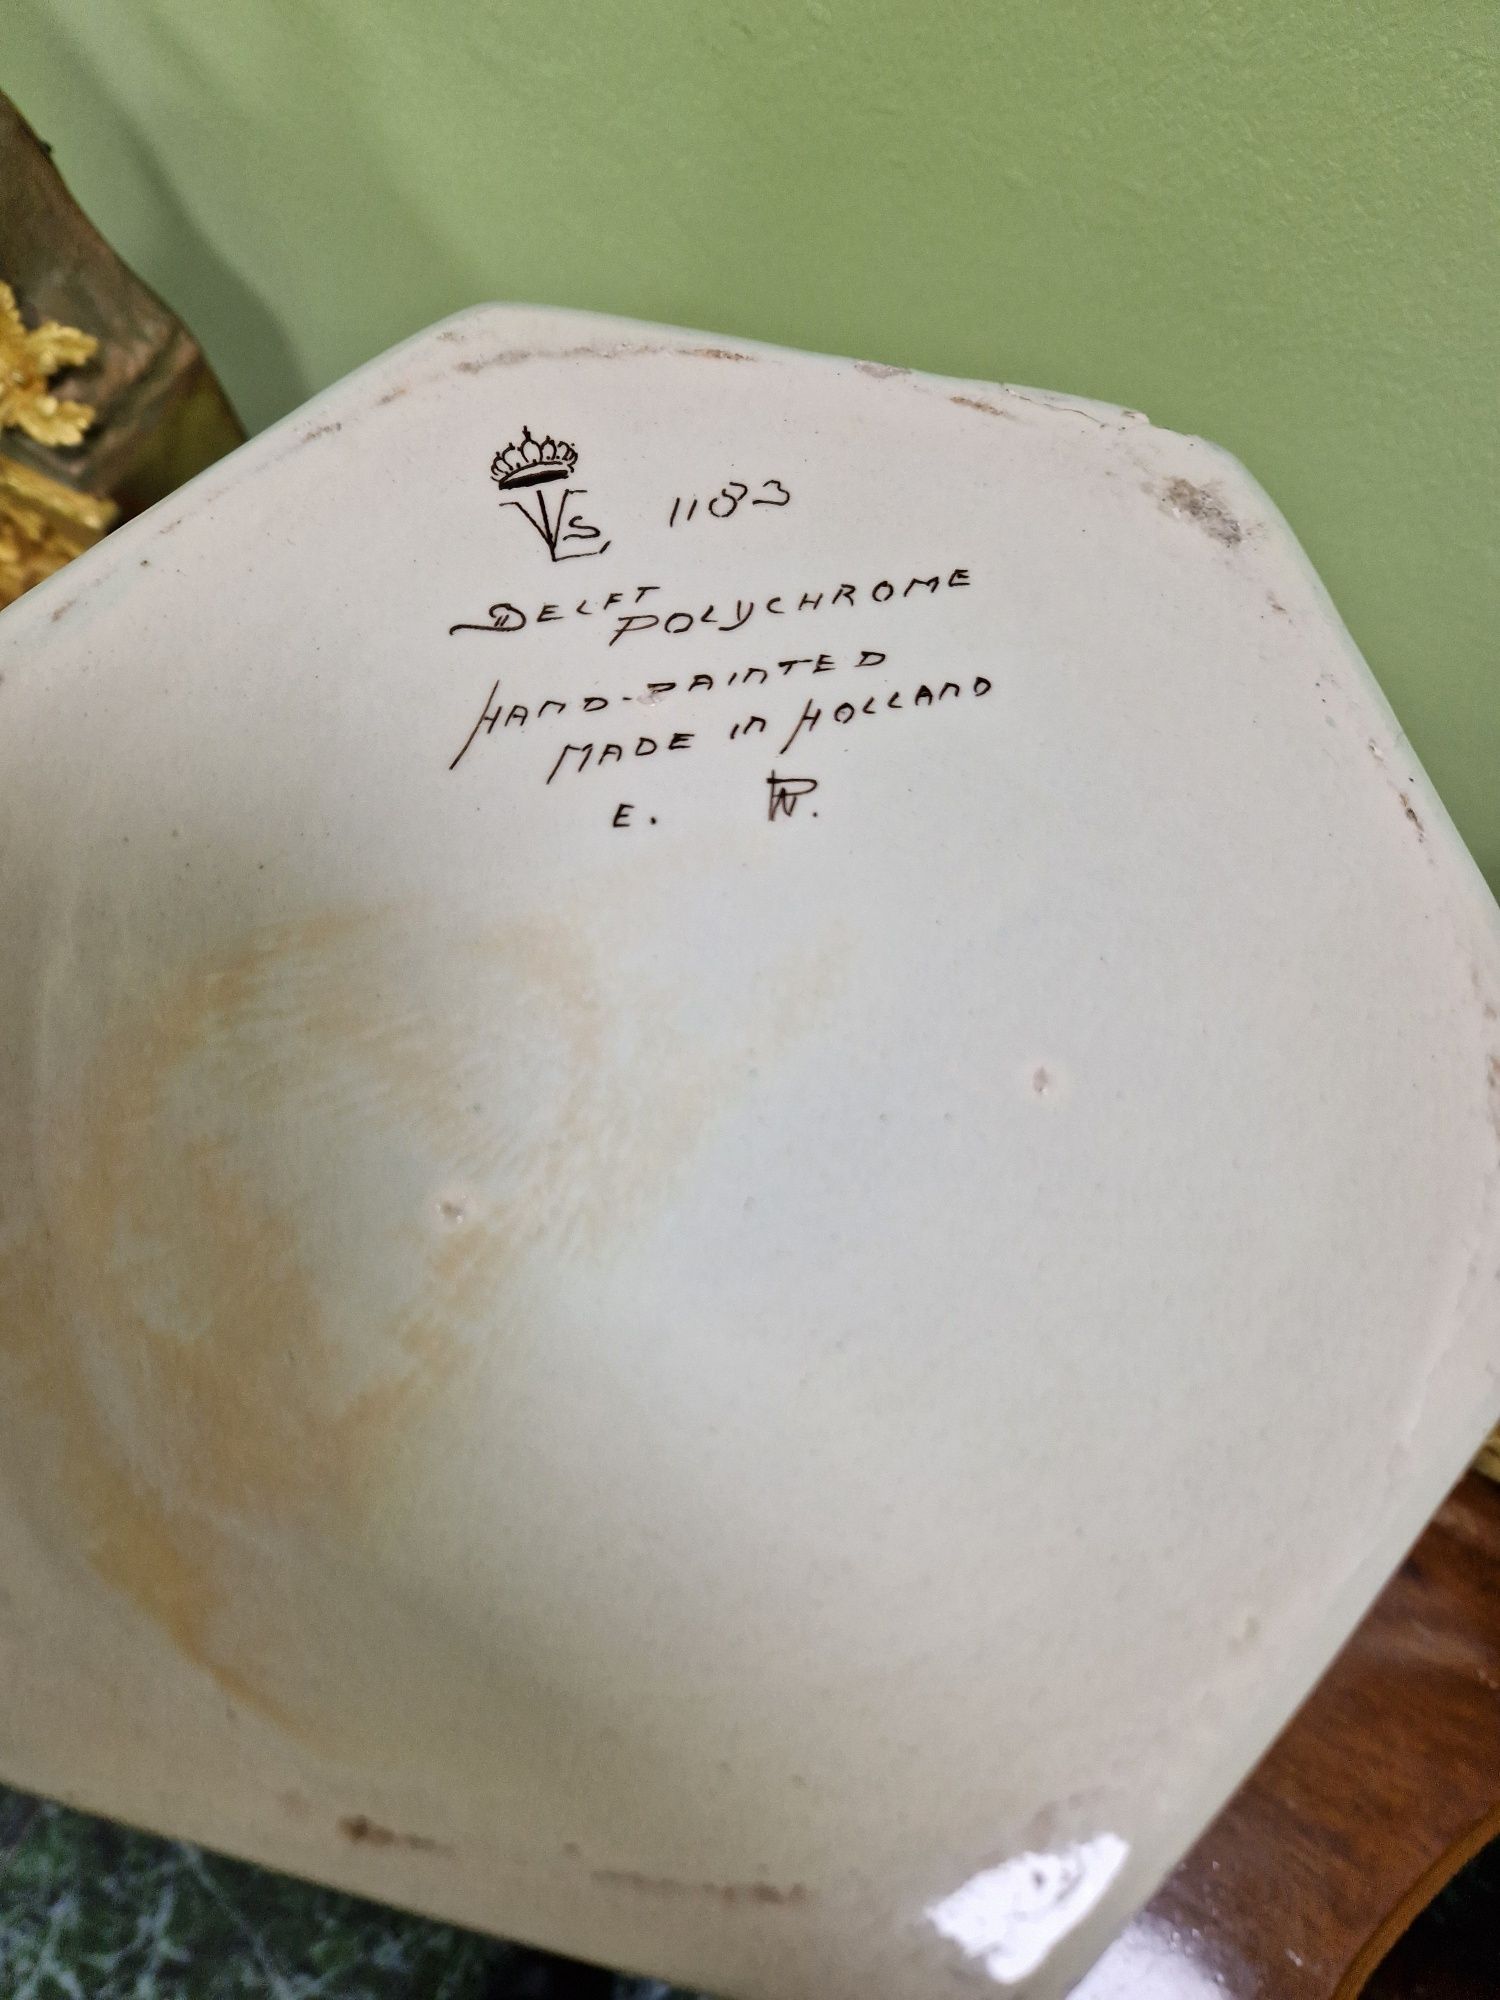 VS 1183
DELFT
POLYCHROME
HAND-PAINTED
MADE IN HOLLAND
E.